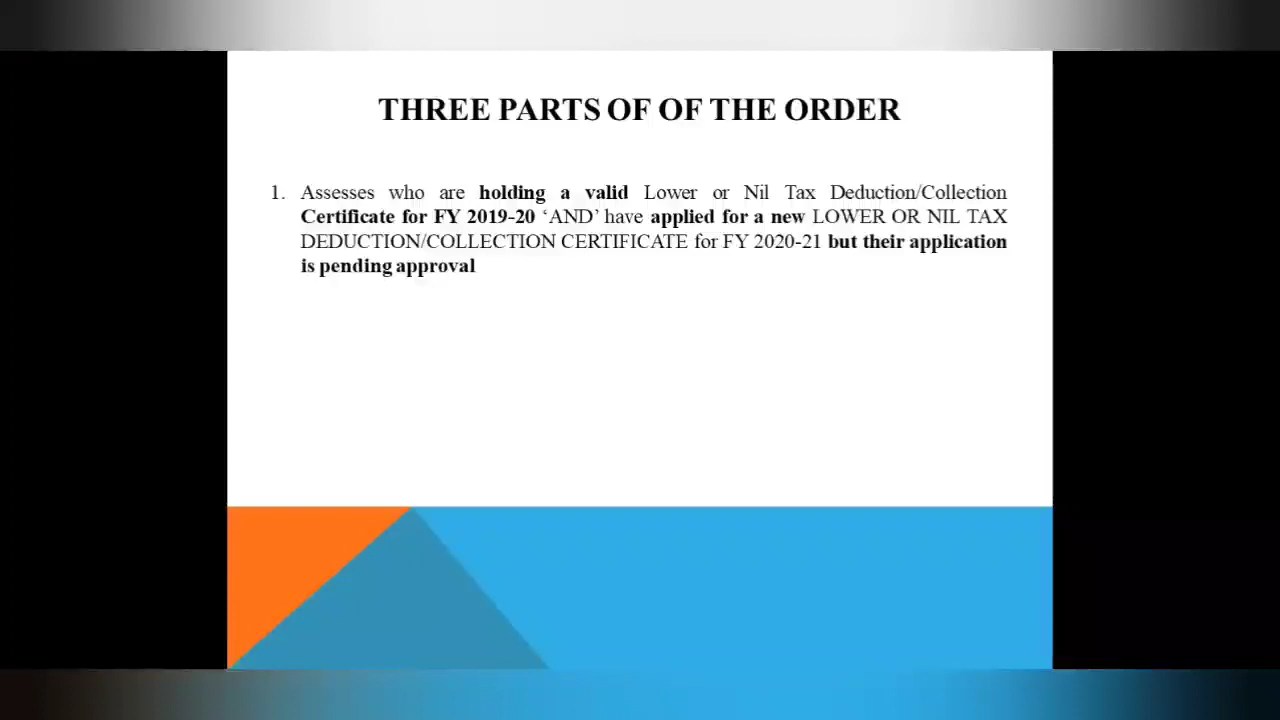 THREE PARTS OF OF THE ORDER
1. Assesses who are holding a valid Lower or Nil Tax Deduction/Collection
Certificate for FY 2019-20 ‘AND’ have applied for a new LOWER OR NIL TAX
DEDUCTION/COLLECTION CERTIFICATE for FY 2020-21 but their application
is pending approval